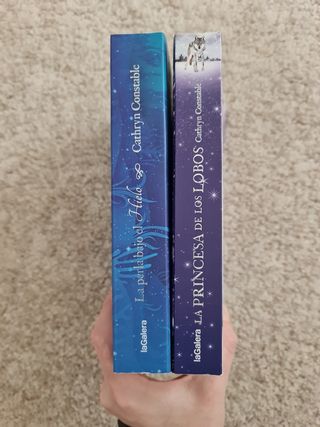 La perla bajo el Hielo
Cathryn Constable
laGalera
LA PRINCESA DE LOS LOBOS
Cathryn Constable
laGalera